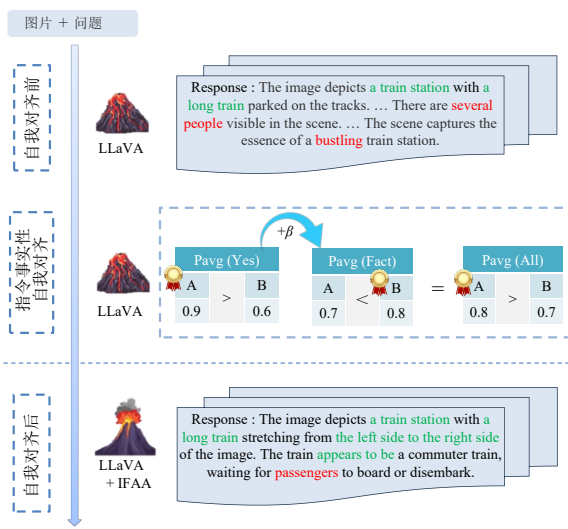 图片 + 问题
自我对齐前
LLaVA
Response : The image depicts a train station with a
a long train parked on the tracks. … There are several
people visible in the scene. … The scene captures the
essence of a bustling train station.
指令事实性
自我对齐
LLaVA
+β
Pavg (Yes)
A > B
0.9 0.6
Pavg (Fact)
A < B
0.7 0.8
=
Pavg (All)
A > B
0.8 0.7
自我对齐后
LLaVA
+ IFAA
Response : The image depicts a train station with a
a long train stretching from the left side to the right side
of the image. The train appears to be a commuter train,
waiting for passengers to board or disembark.